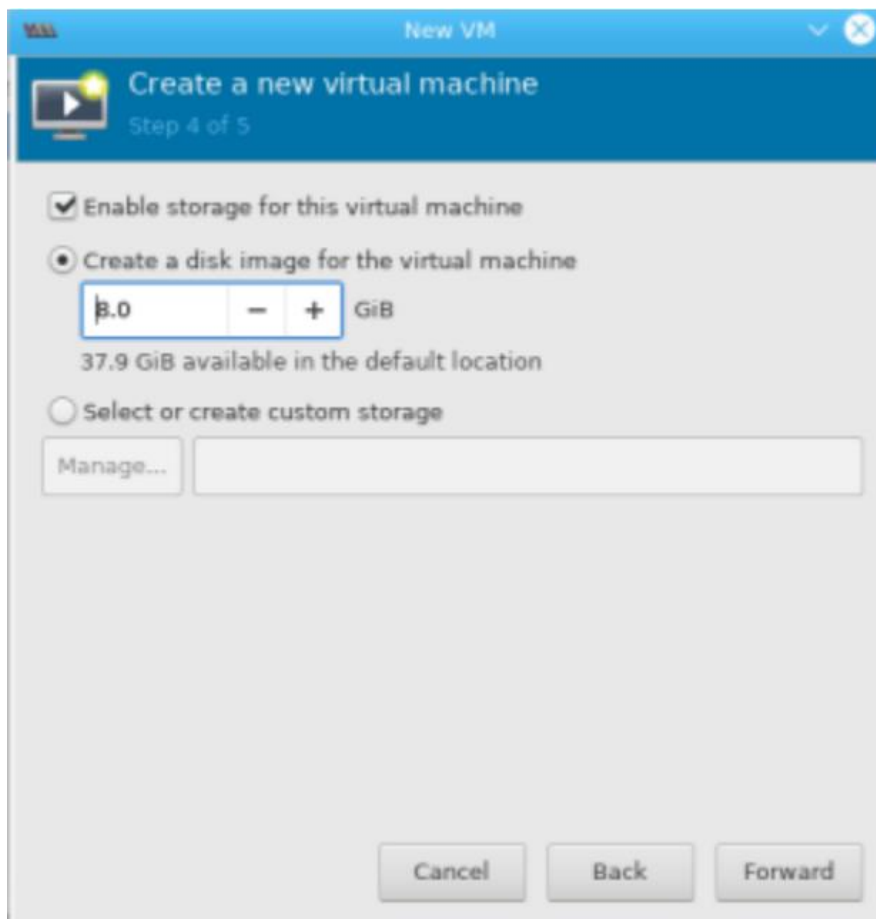 New VM
Create a new virtual machine
Step 4 of 5
Enable storage for this virtual machine
Create a disk image for the virtual machine
8.0 − + GiB
37.9 GiB available in the default location
Select or create custom storage
Manage...
Cancel Back Forward